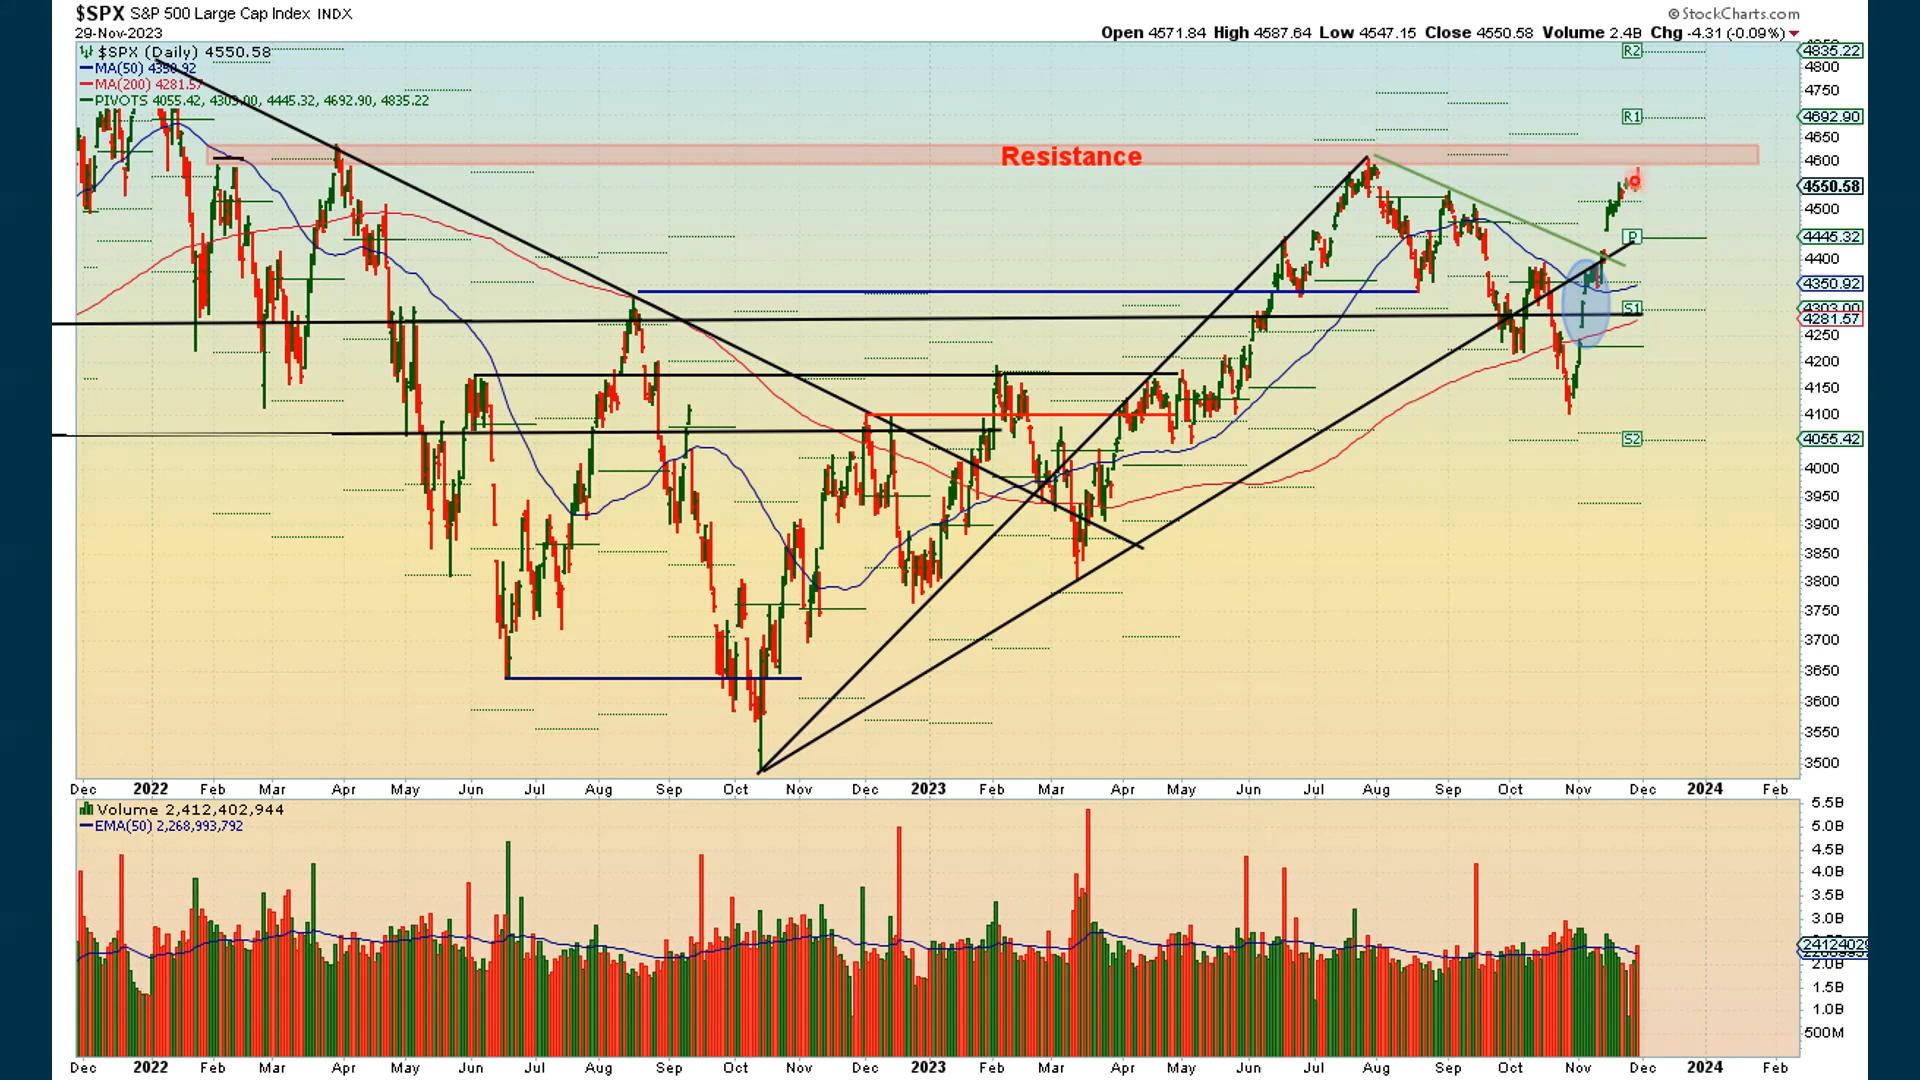 $SPX S&P 500 Large Cap Index INDX
© StockCharts.com
29-Nov-2023
Open 4571.84 High 4587.64 Low 4547.15 Close 4550.58 Volume 2.4B Chg -4.31 (-0.09%)
$SPX (Daily) 4550.58
MA(50) 4350.92
MA(200) 4281.57
PIVOTS 4055.42, 4303.00, 4445.32, 4692.90, 4835.22
Resistance
R2
R1
P
S1
S2
4835.22
4800
4750
4692.90
4650
4600
4550.58
4500
4445.32
4400
4350.92
4303.00
4281.57
4250
4200
4150
4100
4055.42
4000
3950
3900
3850
3800
3750
3700
3650
3600
3550
3500
Dec 2022 Feb Mar Apr May Jun Jul Aug Sep Oct Nov Dec 2023 Feb Mar Apr May Jun Jul Aug Sep Oct Nov Dec 2024 Feb
Volume 2,412,402,944
EMA(50) 2,268,993,792
5.5B
5.0B
4.5B
4.0B
3.5B
3.0B
2.0B
1.5B
1.0B
500M
Dec 2022 Feb Mar Apr May Jun Jul Aug Sep Oct Nov Dec 2023 Feb Mar Apr May Jun Jul Aug Sep Oct Nov Dec 2024 Feb